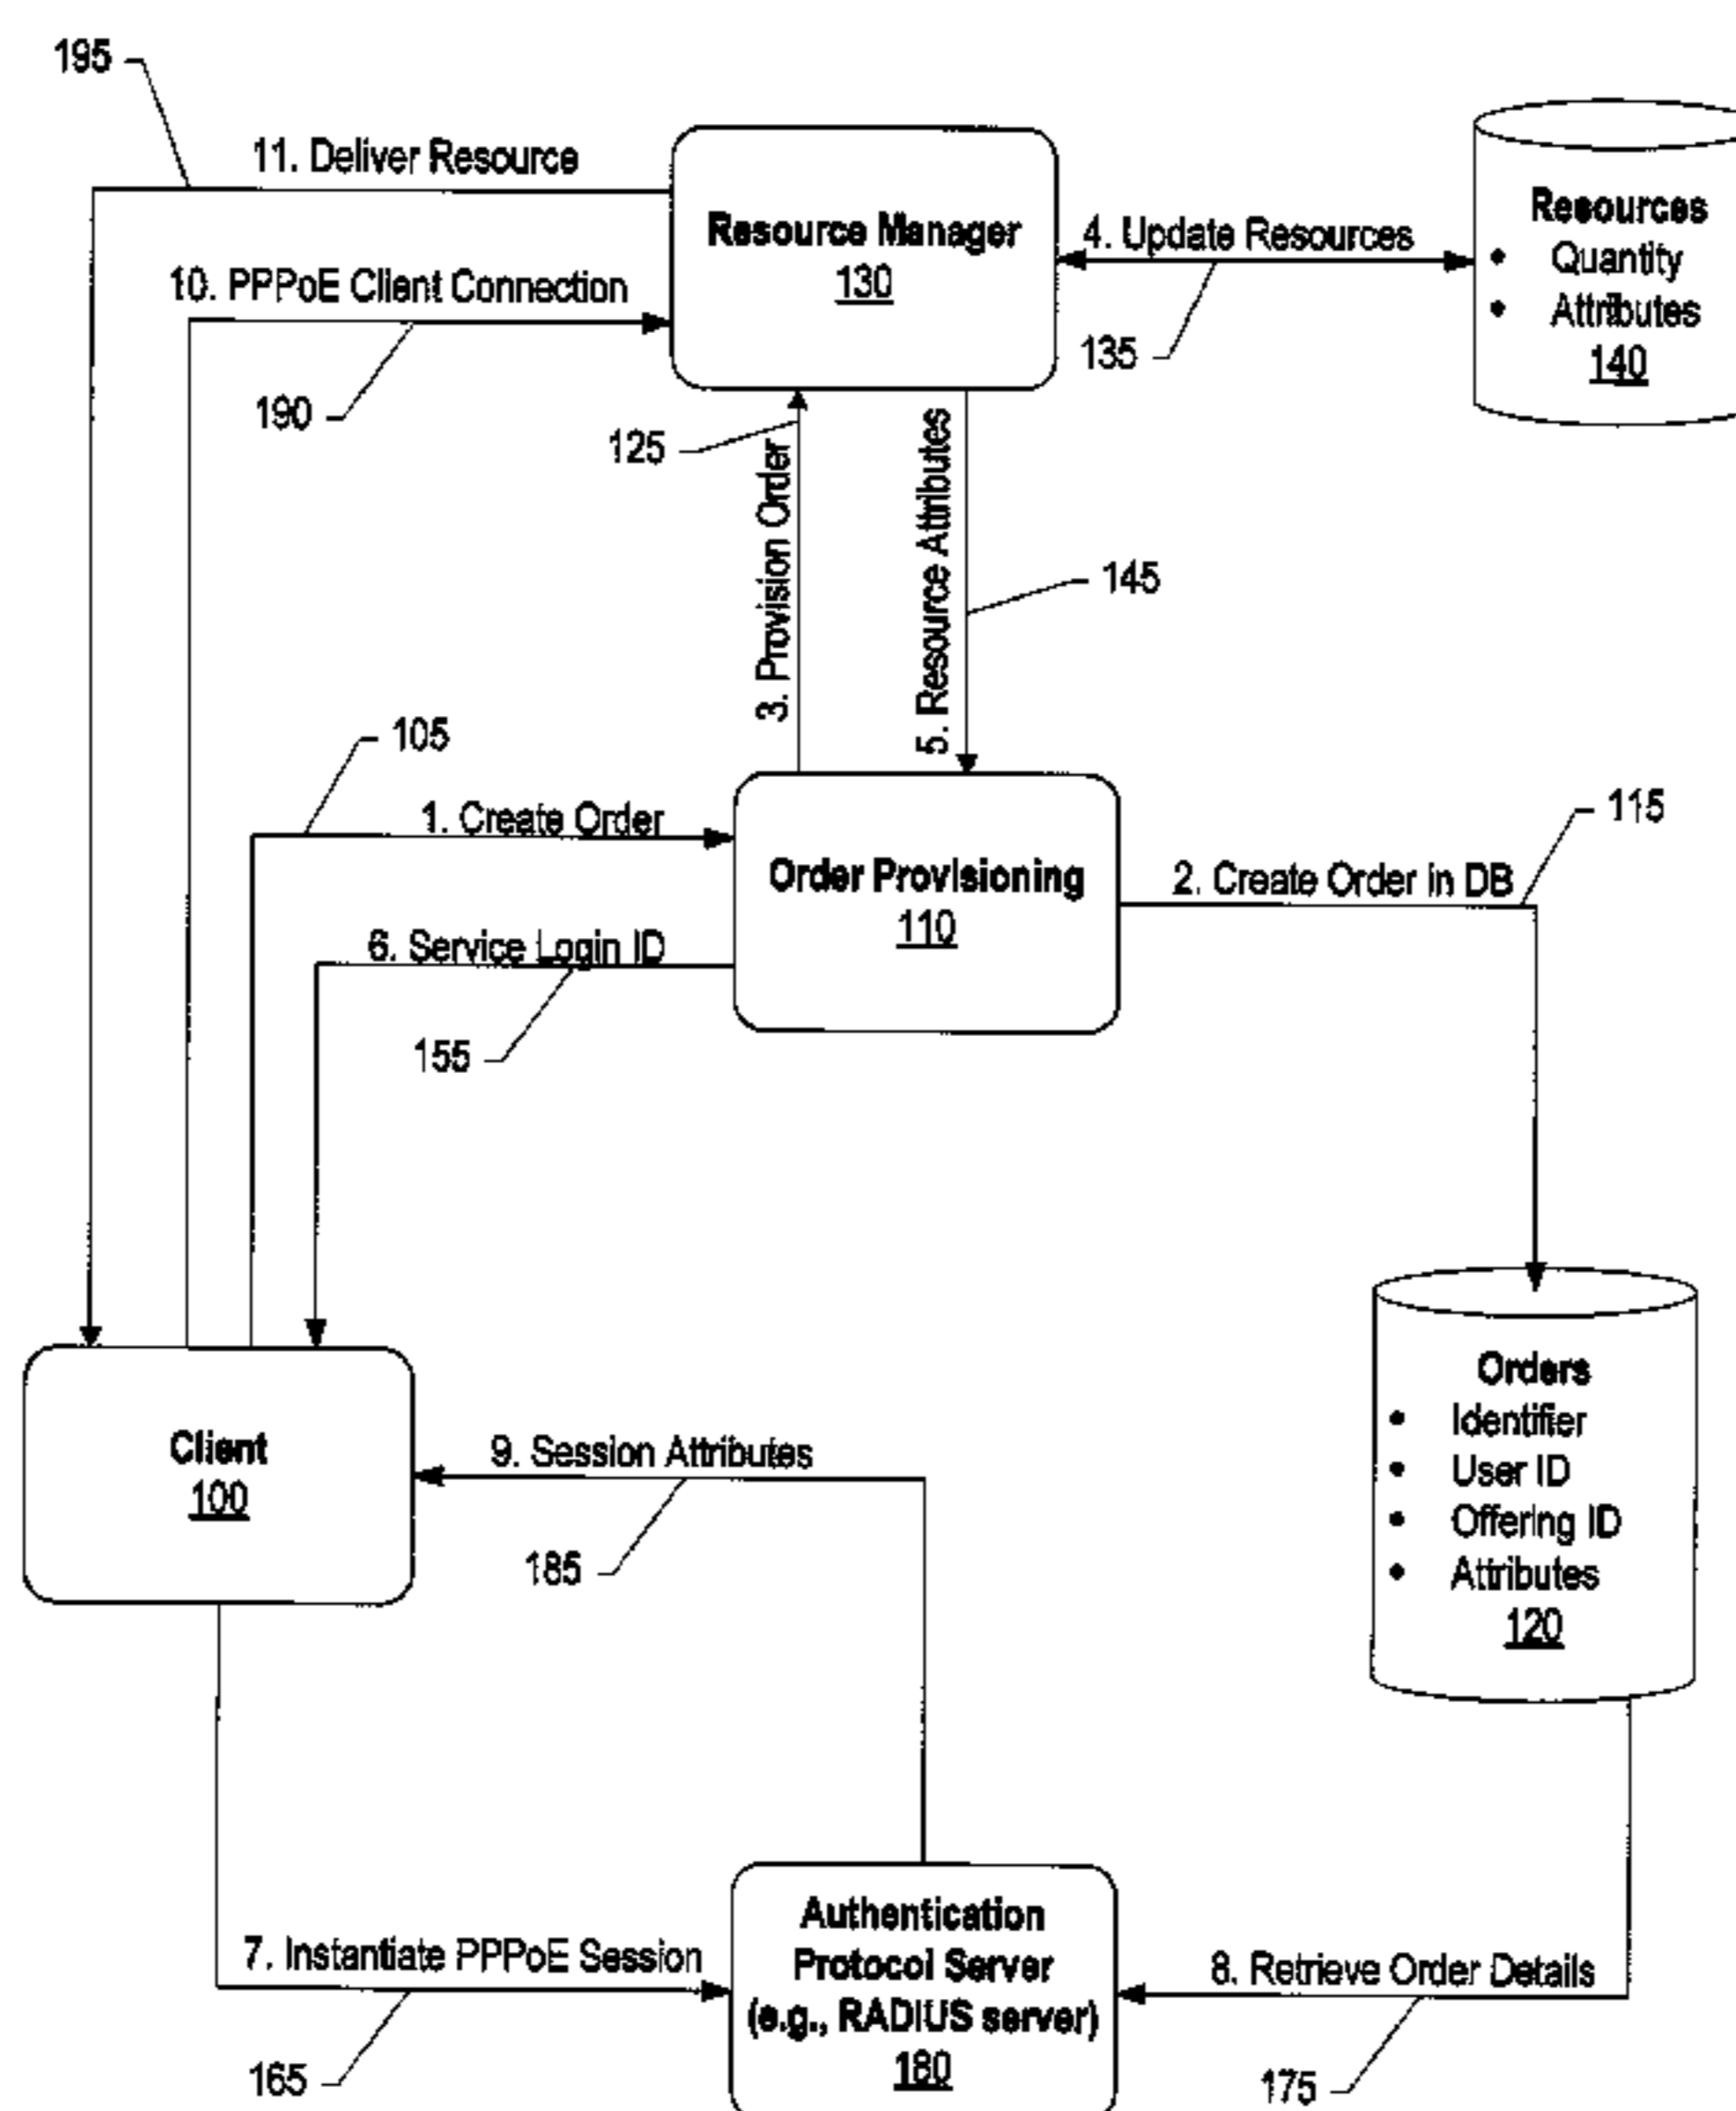 195
11. Deliver Resource
Resource Manager
130
4. Update Resources
135
Resources
• Quantity
• Attributes
140
10. PPPoE Client Connection
190
125
3. Provision Order
5. Resource Attributes
145
105
1. Create Order
Order Provisioning
110
2. Create Order in DB
115
6. Service Login ID
155
Client
100
9. Session Attributes
185
Orders
• Identifier
• User ID
• Offering ID
• Attributes
120
7. Instantiate PPPoE Session
165
Authentication
Protocol Server
(e.g., RADIUS server)
180
8. Retrieve Order Details
175